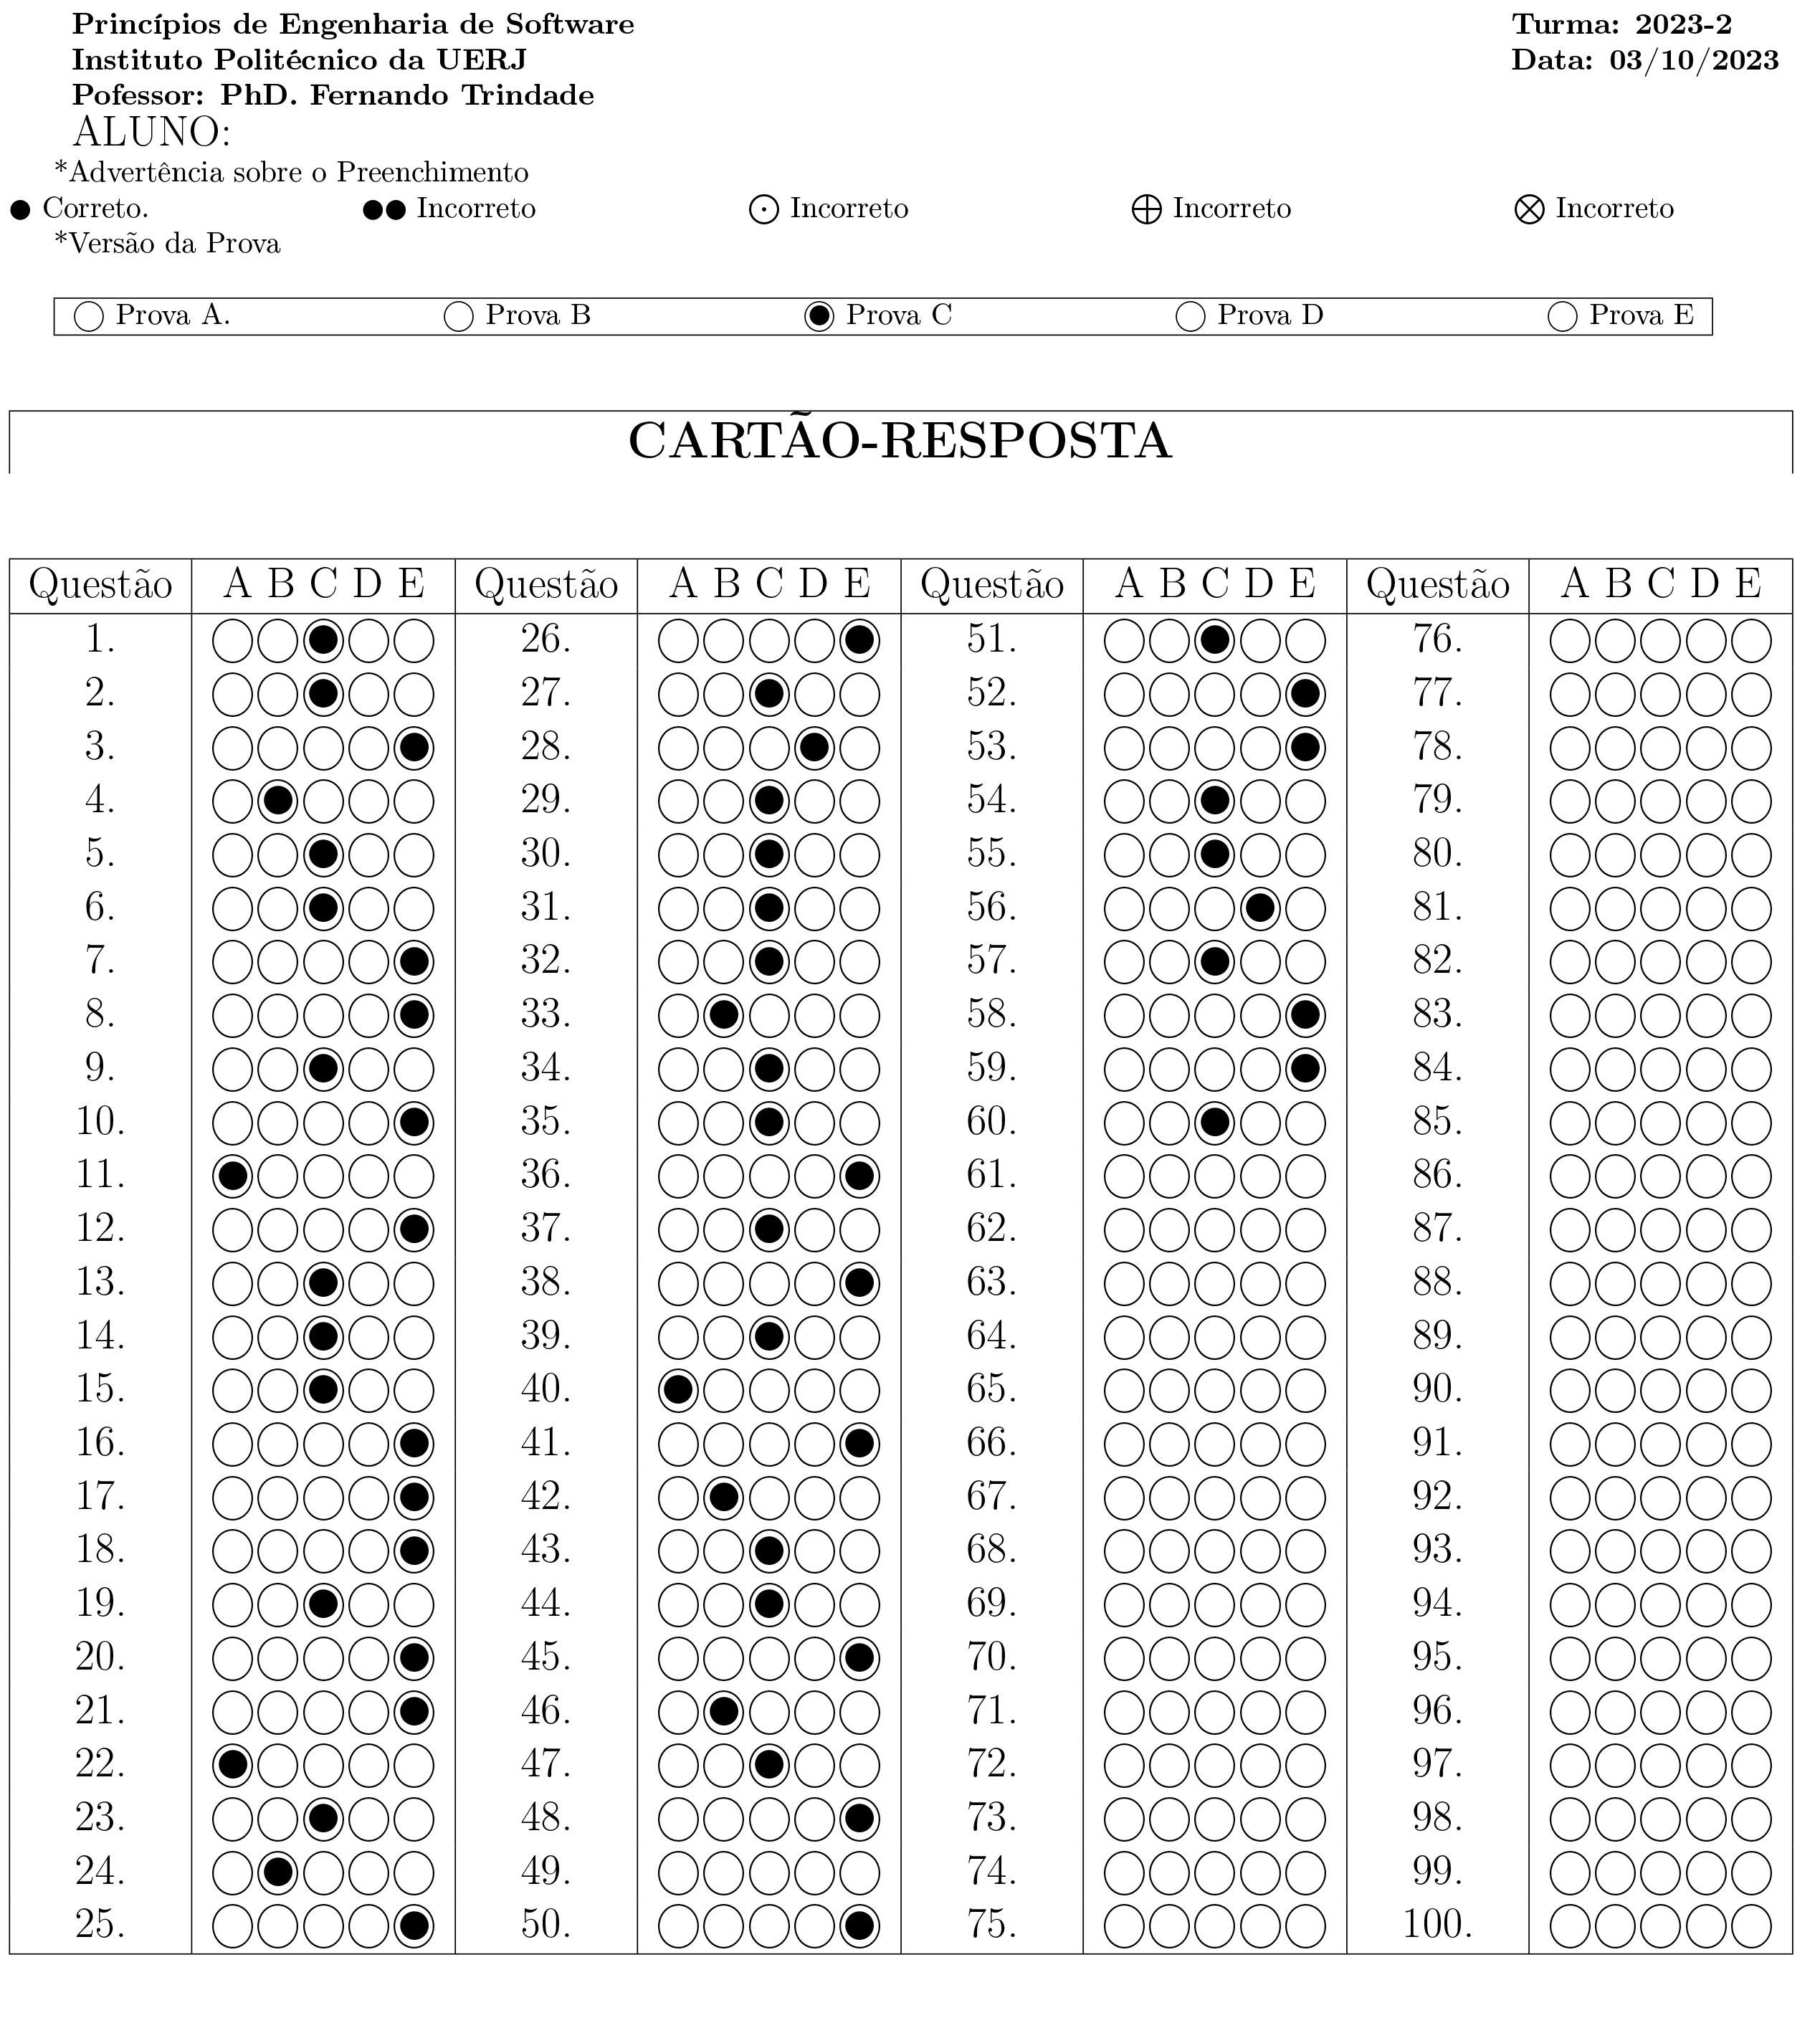 Princípios de Engenharia de Software Turma: 2023-2
Instituto Politécnico da UERJ Data: 03/10/2023
Pofessor: PhD. Fernando Trindade
ALUNO:
*Advertência sobre o Preenchimento
● Correto. ●● Incorreto ⊙ Incorreto ⊕ Incorreto ⊗ Incorreto
*Versão da Prova
Prova A. Prova B Prova C Prova D Prova E
CARTÃO-RESPOSTA
Questão A B C D E Questão A B C D E Questão A B C D E Questão A B C D E
1. 26. 51. 76.
2. 27. 52. 77.
3. 28. 53. 78.
4. 29. 54. 79.
5. 30. 55. 80.
6. 31. 56. 81.
7. 32. 57. 82.
8. 33. 58. 83.
9. 34. 59. 84.
10. 35. 60. 85.
11. 36. 61. 86.
12. 37. 62. 87.
13. 38. 63. 88.
14. 39. 64. 89.
15. 40. 65. 90.
16. 41. 66. 91.
17. 42. 67. 92.
18. 43. 68. 93.
19. 44. 69. 94.
20. 45. 70. 95.
21. 46. 71. 96.
22. 47. 72. 97.
23. 48. 73. 98.
24. 49. 74. 99.
25. 50. 75. 100.